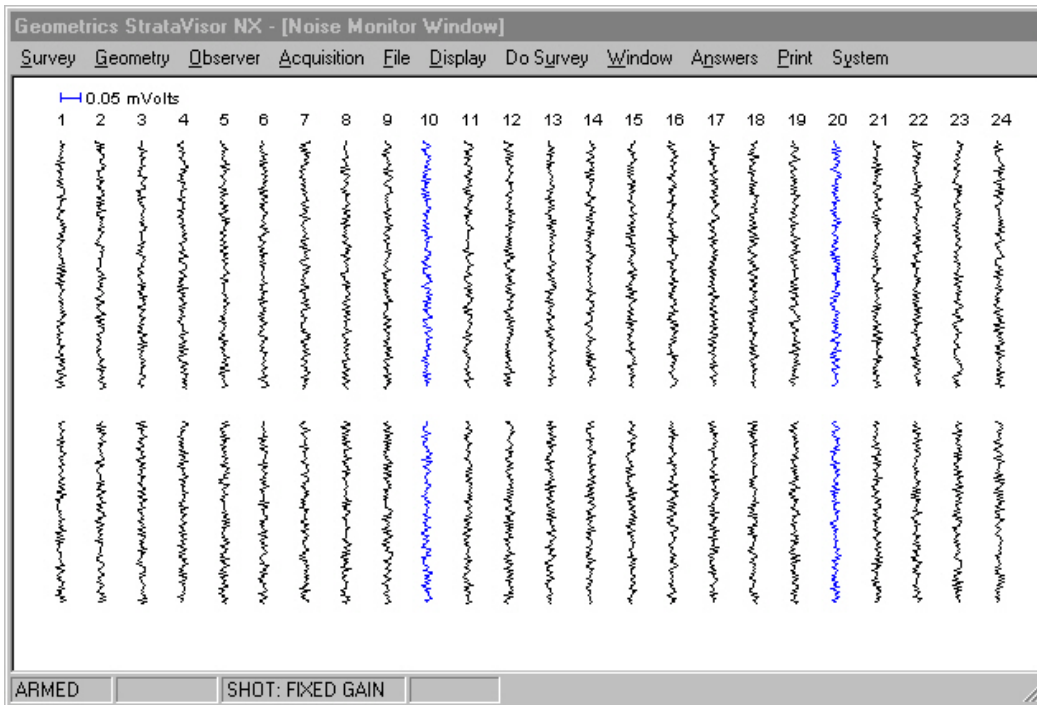 Geometrics StrataVisor NX - [Noise Monitor Window]
Survey Geometry Observer Acquisition File Display Do Survey Window Answers Print System
0.05 mVolts
1 2 3 4 5 6 7 8 9 10 11 12 13 14 15 16 17 18 19 20 21 22 23 24
ARMED SHOT: FIXED GAIN